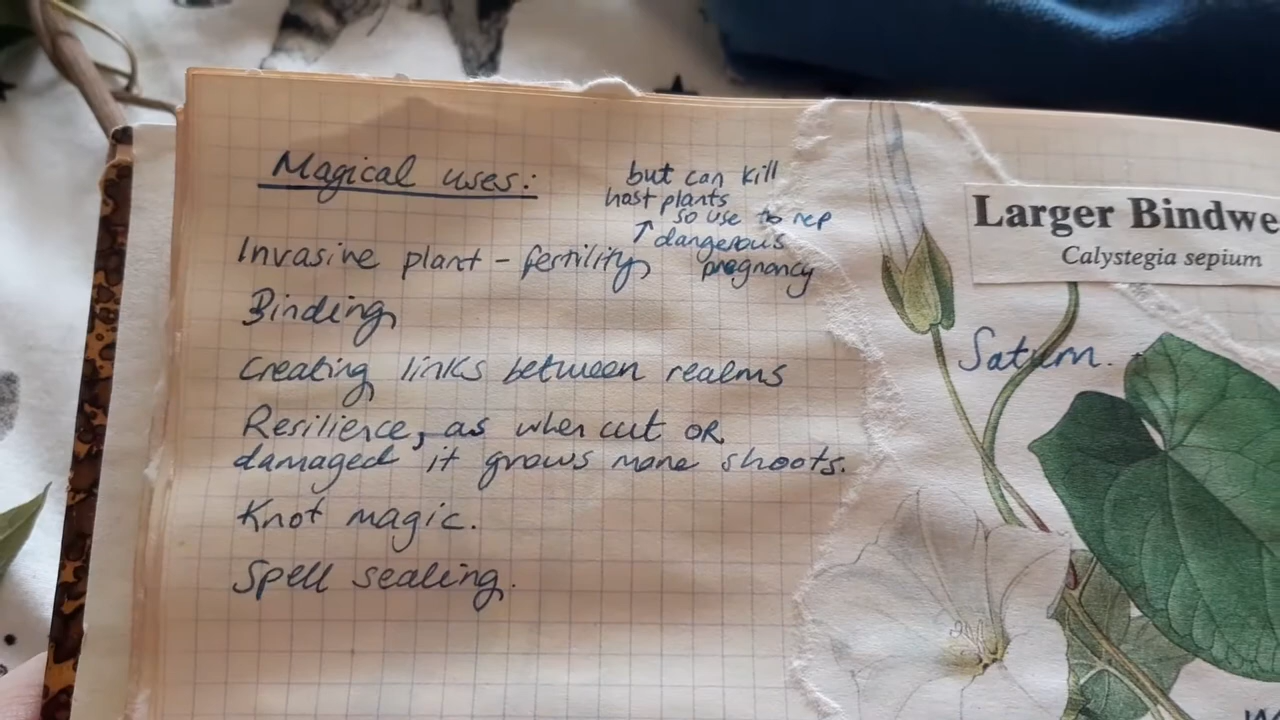 Magical uses:
but can kill
host plants
so use to rep
↑ dangerous
pregnancy
Invasive plant - fertility,
Binding,
Creating links between realms
Resilience, as when cut OR
damaged it grows more shoots.
Knot magic.
Spell sealing.
Larger Bindwe
Calystegia sepium
Saturn.